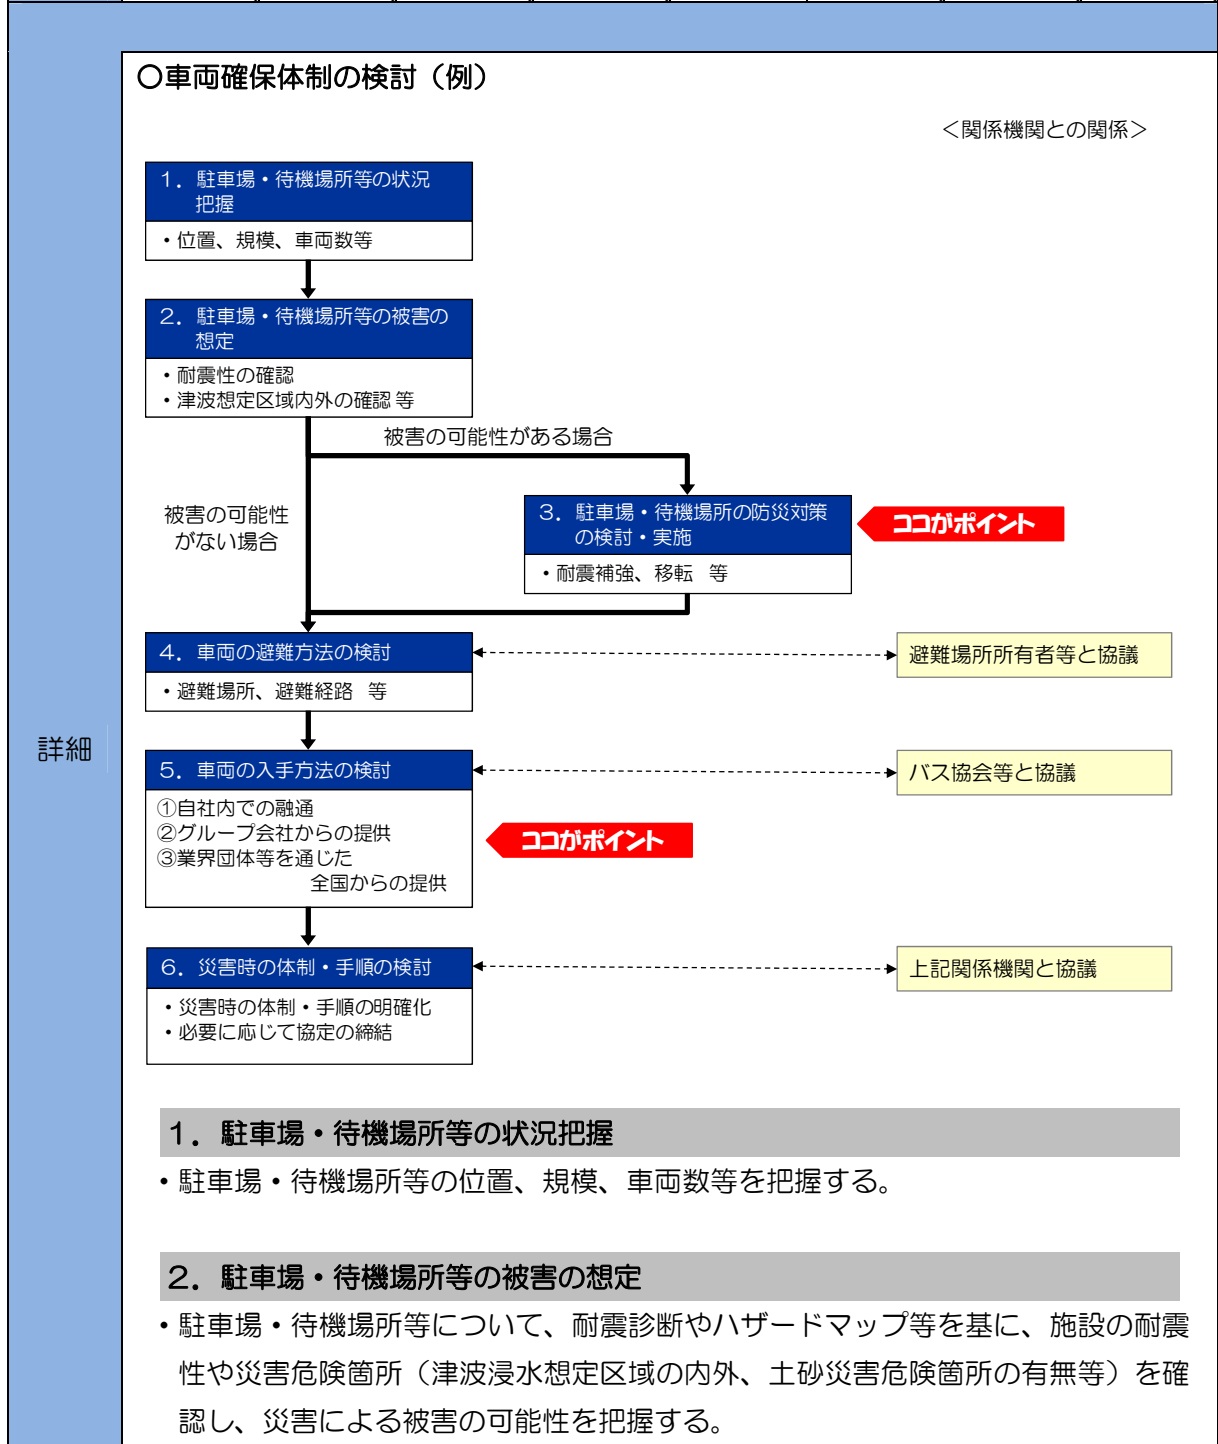 〇車両確保体制の検討（例）
＜関係機関との関係＞
１．駐車場・待機場所等の状況
把握
・位置、規模、車両数等
２．駐車場・待機場所等の被害の
想定
・耐震性の確認
・津波想定区域内外の確認 等
被害の可能性がある場合
被害の可能性
がない場合
３．駐車場・待機場所の防災対策
の検討・実施
ココがポイント
・耐震補強、移転 等
４．車両の避難方法の検討
避難場所所有者等と協議
・避難場所、避難経路 等
詳細
５．車両の入手方法の検討
バス協会等と協議
①自社内での融通
②グループ会社からの提供
③業界団体等を通じた
全国からの提供
ココがポイント
６．災害時の体制・手順の検討
上記関係機関と協議
・災害時の体制・手順の明確化
・必要に応じて協定の締結
１．駐車場・待機場所等の状況把握
・駐車場・待機場所等の位置、規模、車両数等を把握する。
２．駐車場・待機場所等の被害の想定
・駐車場・待機場所等について、耐震診断やハザードマップ等を基に、施設の耐震
性や災害危険箇所（津波浸水想定区域の内外、土砂災害危険箇所の有無等）を確
認し、災害による被害の可能性を把握する。